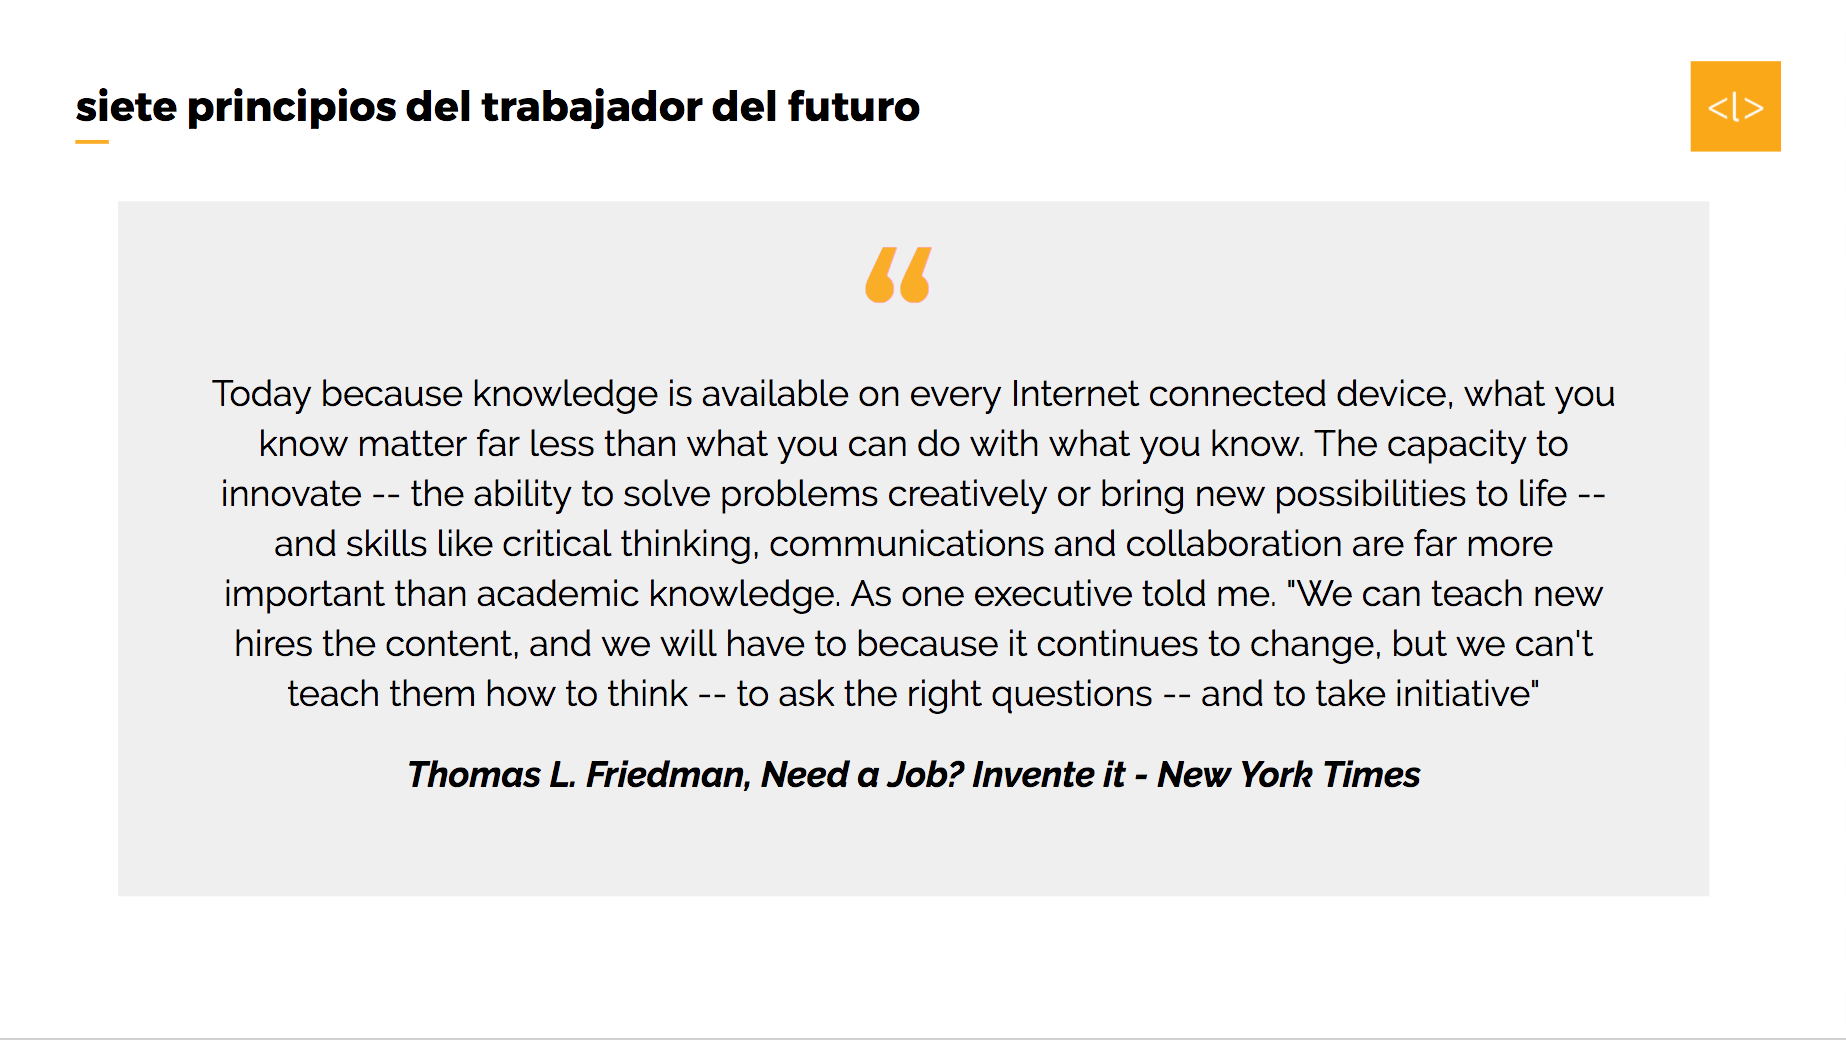 siete principios del trabajador del futuro
<l>
“
Today because knowledge is available on every Internet connected device, what you
know matter far less than what you can do with what you know. The capacity to
innovate -- the ability to solve problems creatively or bring new possibilities to life --
and skills like critical thinking, communications and collaboration are far more
important than academic knowledge. As one executive told me. "We can teach new
hires the content, and we will have to because it continues to change, but we can't
teach them how to think -- to ask the right questions -- and to take initiative"
Thomas L. Friedman, Need a Job? Invente it - New York Times